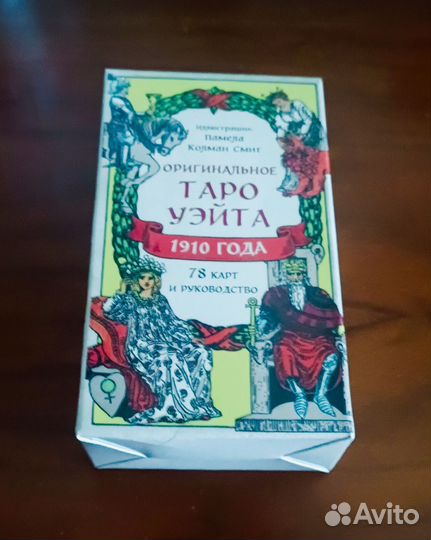 Иллюстрации
Памела
Колман Смит
ОРИГИНАЛЬНОЕ
ТАРО
УЭЙТА
1910 ГОДА
78 КАРТ
И РУКОВОДСТВО
Avito